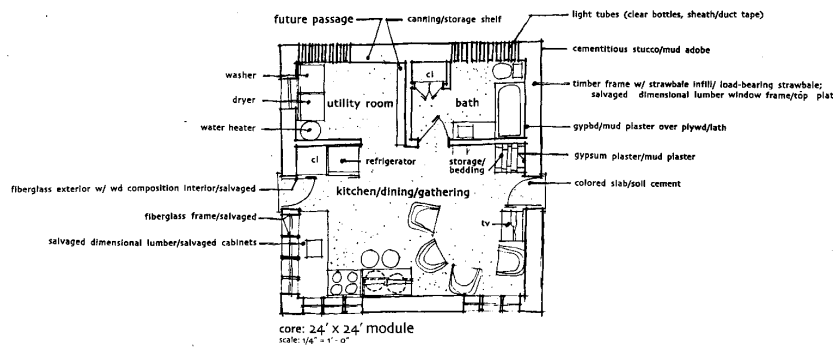 future passage
canning/storage shelf
light tubes (clear bottles, sheath/duct tape)
cementitious stucco/mud adobe
washer
cl
timber frame w/ strawbale infill/ load-bearing strawbale;
salvaged dimensional lumber window frame/top plat
dryer
utility room
bath
water heater
gypbd/mud plaster over plywd/lath
cl
refrigerator
storage/
bedding
gypsum plaster/mud plaster
fiberglass exterior w/ wd composition interior/salvaged
kitchen/dining/gathering
colored slab/soil cement
fiberglass frame/salvaged
tv
salvaged dimensional lumber/salvaged cabinets
core: 24' x 24' module
scale: 1/4" = 1' - 0"